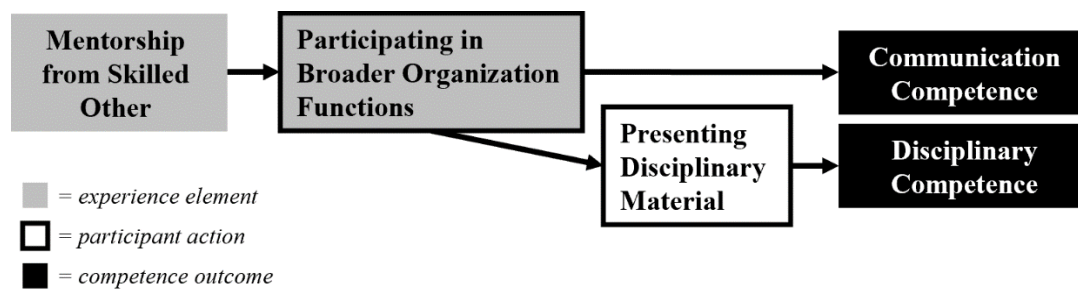 Mentorship
from Skilled
Other
Participating in
Broader Organization
Functions
Communication
Competence
Presenting
Disciplinary
Material
Disciplinary
Competence
= experience element
= participant action
= competence outcome